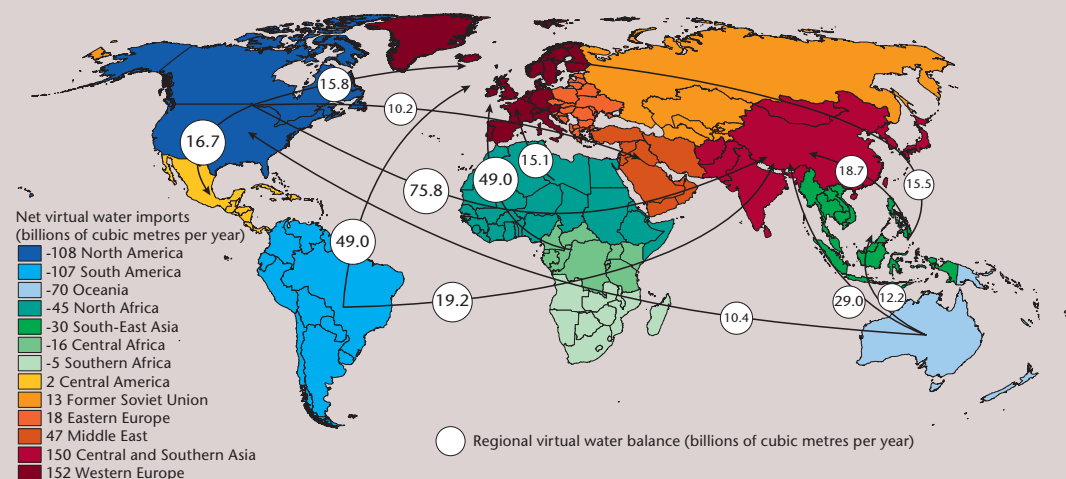 15.8
10.2
16.7
15.1
49.0
75.8
18.7
15.5
49.0
19.2
29.0
12.2
10.4
Net virtual water imports
(billions of cubic metres per year)
-108 North America
-107 South America
-70 Oceania
-45 North Africa
-30 South-East Asia
-16 Central Africa
-5 Southern Africa
2 Central America
13 Former Soviet Union
18 Eastern Europe
47 Middle East
150 Central and Southern Asia
152 Western Europe
Regional virtual water balance (billions of cubic metres per year)